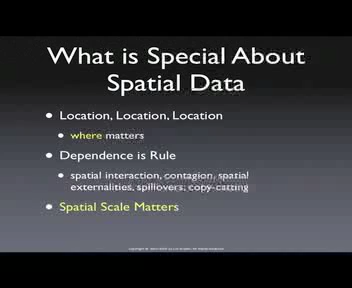 What is Special About
Spatial Data
• Location, Location, Location
• where matters
• Dependence is Rule
• spatial interaction, contagion, spatial
externalities, spillovers, copy-catting
• Spatial Scale Matters